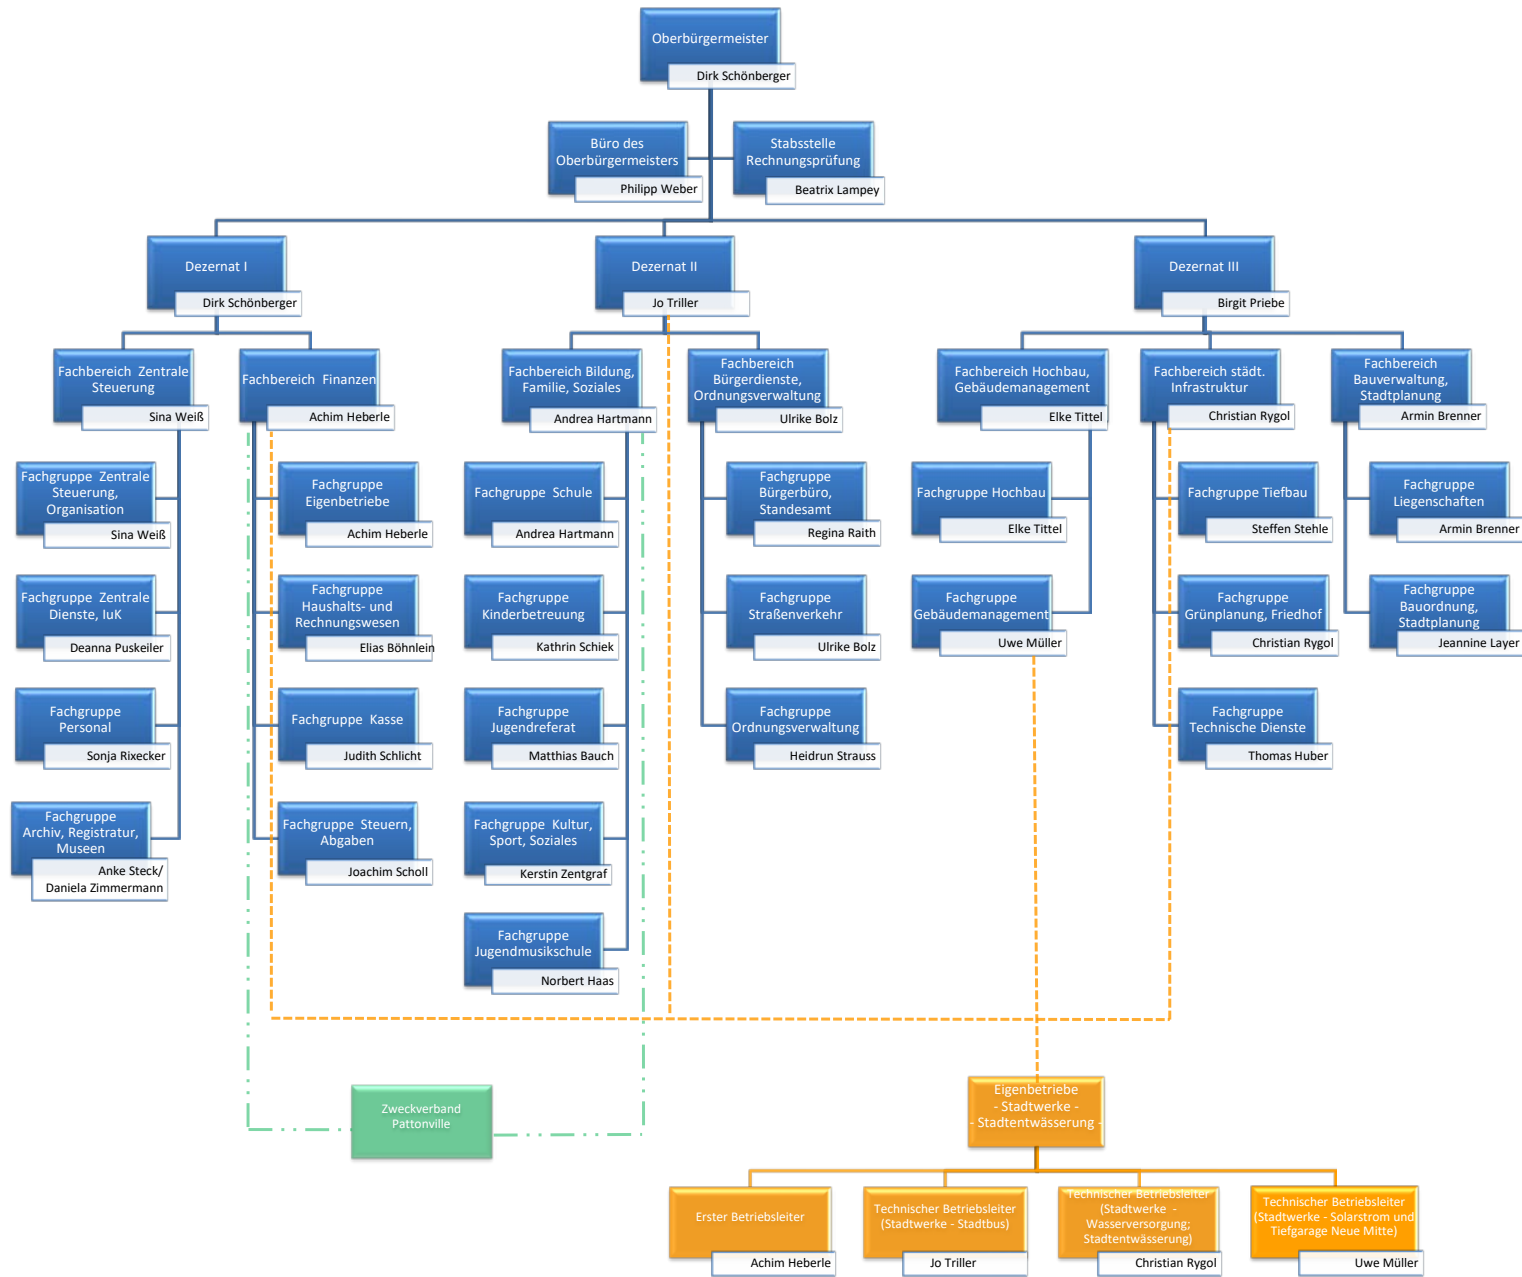 Oberbürgermeister
Dirk Schönberger
Büro des
Oberbürgermeisters
Philipp Weber
Stabsstelle
Rechnungsprüfung
Beatrix Lampey
Dezernat I
Dirk Schönberger
Dezernat II
Jo Triller
Dezernat III
Birgit Priebe
Fachbereich Zentrale
Steuerung
Sina Weiß
Fachbereich Finanzen
Achim Heberle
Fachbereich Bildung,
Familie, Soziales
Andrea Hartmann
Fachbereich
Bürgerdienste,
Ordnungsverwaltung
Ulrike Bolz
Fachbereich Hochbau,
Gebäudemanagement
Elke Tittel
Fachbereich städt.
Infrastruktur
Christian Rygol
Fachbereich
Bauverwaltung,
Stadtplanung
Armin Brenner
Fachgruppe Zentrale
Steuerung,
Organisation
Sina Weiß
Fachgruppe
Eigenbetriebe
Achim Heberle
Fachgruppe Schule
Andrea Hartmann
Fachgruppe
Bürgerbüro,
Standesamt
Regina Raith
Fachgruppe Hochbau
Elke Tittel
Fachgruppe Tiefbau
Steffen Stehle
Fachgruppe
Liegenschaften
Armin Brenner
Fachgruppe Zentrale
Dienste, IuK
Deanna Puskeiler
Fachgruppe
Haushalts- und
Rechnungswesen
Elias Böhnlein
Fachgruppe
Kinderbetreuung
Kathrin Schiek
Fachgruppe
Straßenverkehr
Ulrike Bolz
Fachgruppe
Gebäudemanagement
Uwe Müller
Fachgruppe
Grünplanung, Friedhof
Christian Rygol
Fachgruppe
Bauordnung,
Stadtplanung
Jeannine Layer
Fachgruppe
Personal
Sonja Rixecker
Fachgruppe Kasse
Judith Schlicht
Fachgruppe
Jugendreferat
Matthias Bauch
Fachgruppe
Ordnungsverwaltung
Heidrun Strauss
Fachgruppe
Technische Dienste
Thomas Huber
Fachgruppe
Archiv, Registratur,
Museen
Anke Steck/
Daniela Zimmermann
Fachgruppe Steuern,
Abgaben
Joachim Scholl
Fachgruppe Kultur,
Sport, Soziales
Kerstin Zentgraf
Fachgruppe
Jugendmusikschule
Norbert Haas
Zweckverband
Pattonville
Eigenbetriebe
- Stadtwerke -
- Stadtentwässerung -
Erster Betriebsleiter
Achim Heberle
Technischer Betriebsleiter
(Stadtwerke - Stadtbus)
Jo Triller
Technischer Betriebsleiter
(Stadtwerke -
Wasserversorgung;
Stadtentwässerung)
Christian Rygol
Technischer Betriebsleiter
(Stadtwerke - Solarstrom und
Tiefgarage Neue Mitte)
Uwe Müller